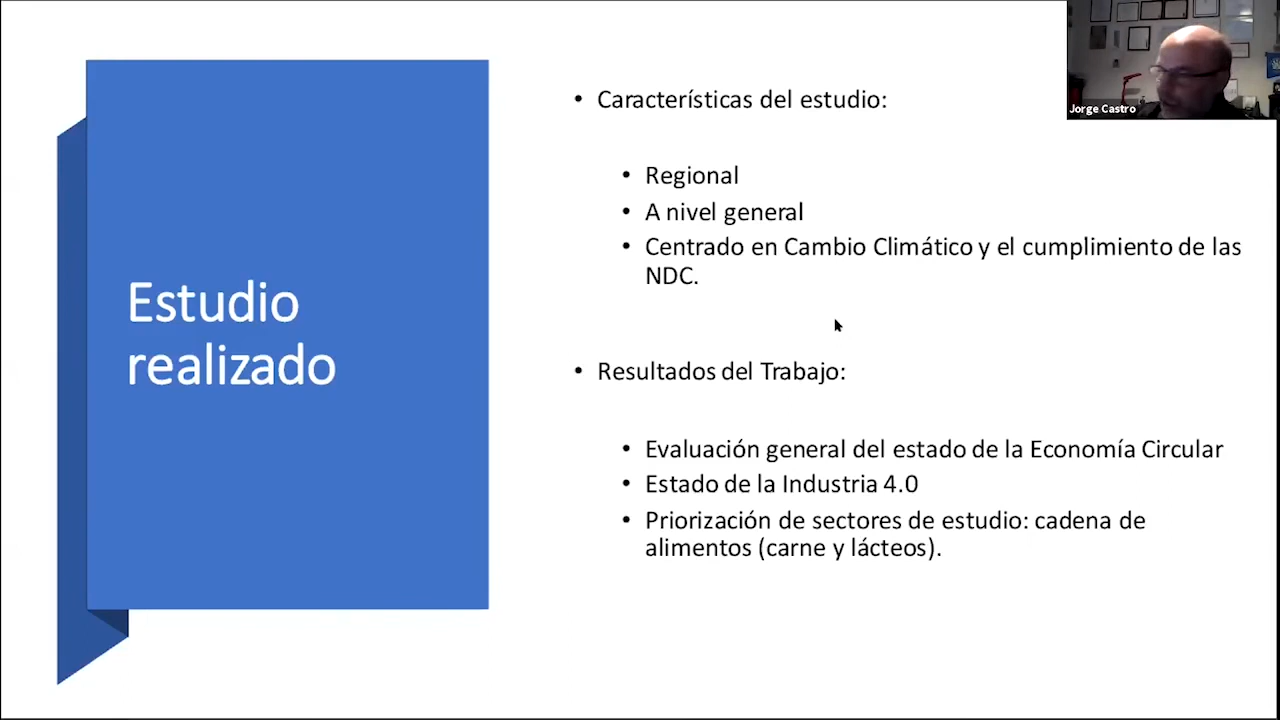 Estudio
realizado
• Características del estudio:
• Regional
• A nivel general
• Centrado en Cambio Climático y el cumplimiento de las
NDC.
• Resultados del Trabajo:
• Evaluación general del estado de la Economía Circular
• Estado de la Industria 4.0
• Priorización de sectores de estudio: cadena de
alimentos (carne y lácteos).
Jorge Castro